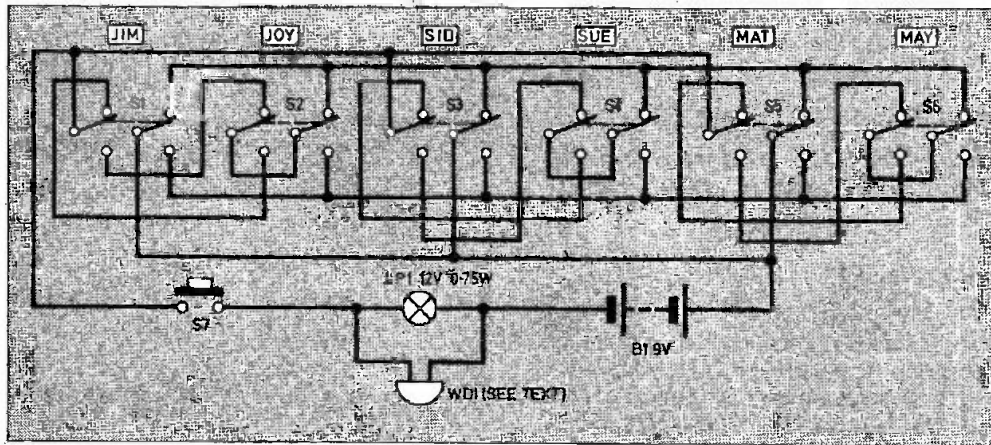 JIM JOY SID SUE MAT MAY
S1 S2 S3 S4 S5 S6
LP1 12V 0·75W
S7
B1 9V
WD1 (SEE TEXT)